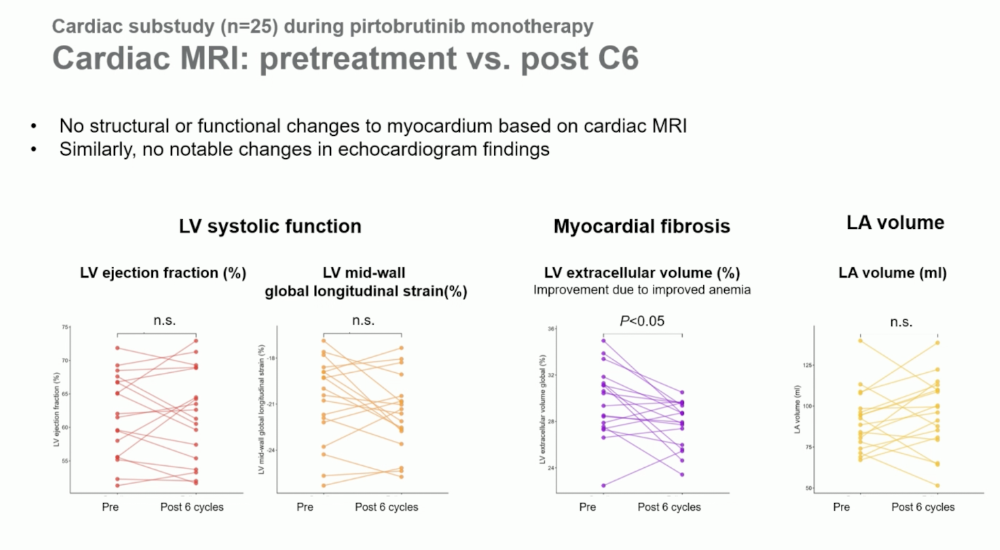 Cardiac substudy (n=25) during pirtobrutinib monotherapy
Cardiac MRI: pretreatment vs. post C6
• No structural or functional changes to myocardium based on cardiac MRI
• Similarly, no notable changes in echocardiogram findings
LV systolic function
LV ejection fraction (%)
n.s.
LV ejection fraction (%)
75
70
65
60
55
Pre
Post 6 cycles
LV mid-wall
global longitudinal strain(%)
n.s.
LV mid-wall global longitudinal strain (%)
-18
-21
-24
Pre
Post 6 cycles
Myocardial fibrosis
LV extracellular volume (%)
Improvement due to improved anemia
P<0.05
LV extracellular volume global (%)
36
32
28
24
Pre
Post 6 cycles
LA volume
LA volume (ml)
n.s.
LA volume (ml)
125
100
75
50
Pre
Post 6 cycles